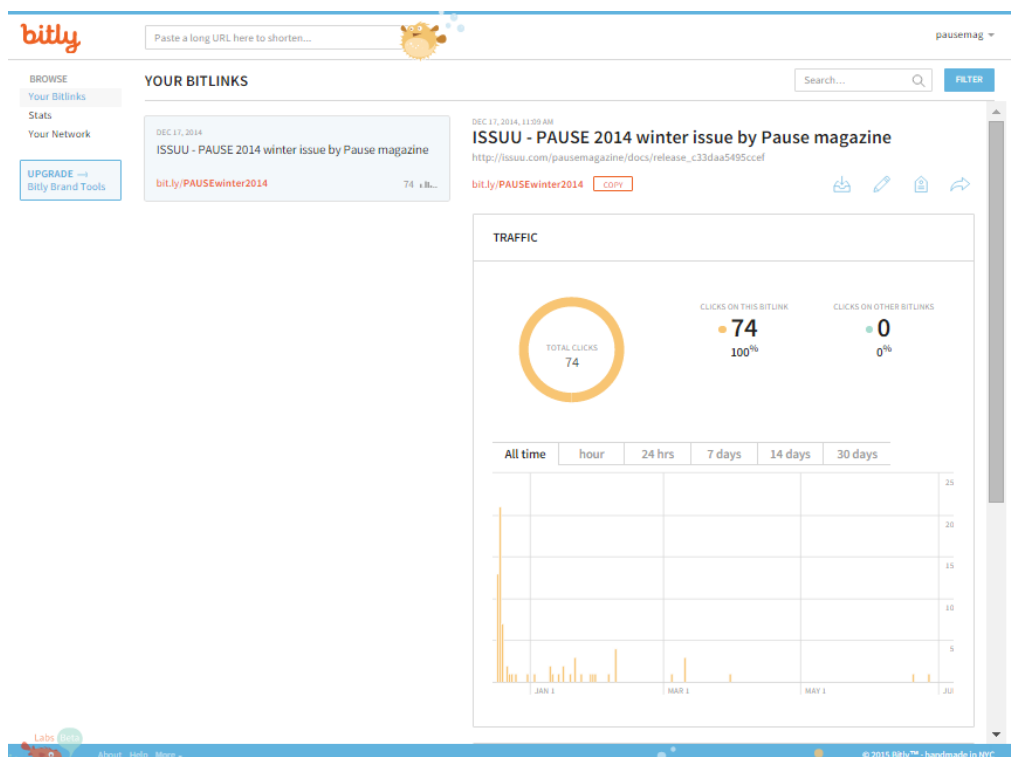 bitly
Paste a long URL here to shorten...
pausemag
BROWSE
Your Bitlinks
Stats
Your Network
UPGRADE →
Bitly Brand Tools
YOUR BITLINKS
Search...
FILTER
DEC 17, 2014
ISSUU - PAUSE 2014 winter issue by Pause magazine
bit.ly/PAUSEwinter2014
74
DEC 17, 2014, 11:09 AM
ISSUU - PAUSE 2014 winter issue by Pause magazine
http://issuu.com/pausemagazine/docs/release_c33daa5495ccef
bit.ly/PAUSEwinter2014 COPY
TRAFFIC
TOTAL CLICKS
74
CLICKS ON THIS BITLINK
74
100%
CLICKS ON OTHER BITLINKS
0
0%
All time hour 24 hrs 7 days 14 days 30 days
25
20
15
10
5
JAN 1 MAR 1 MAY 1 JUl
Labs Beta
About Help More
© 2015 Bitly™ - handmade in NYC